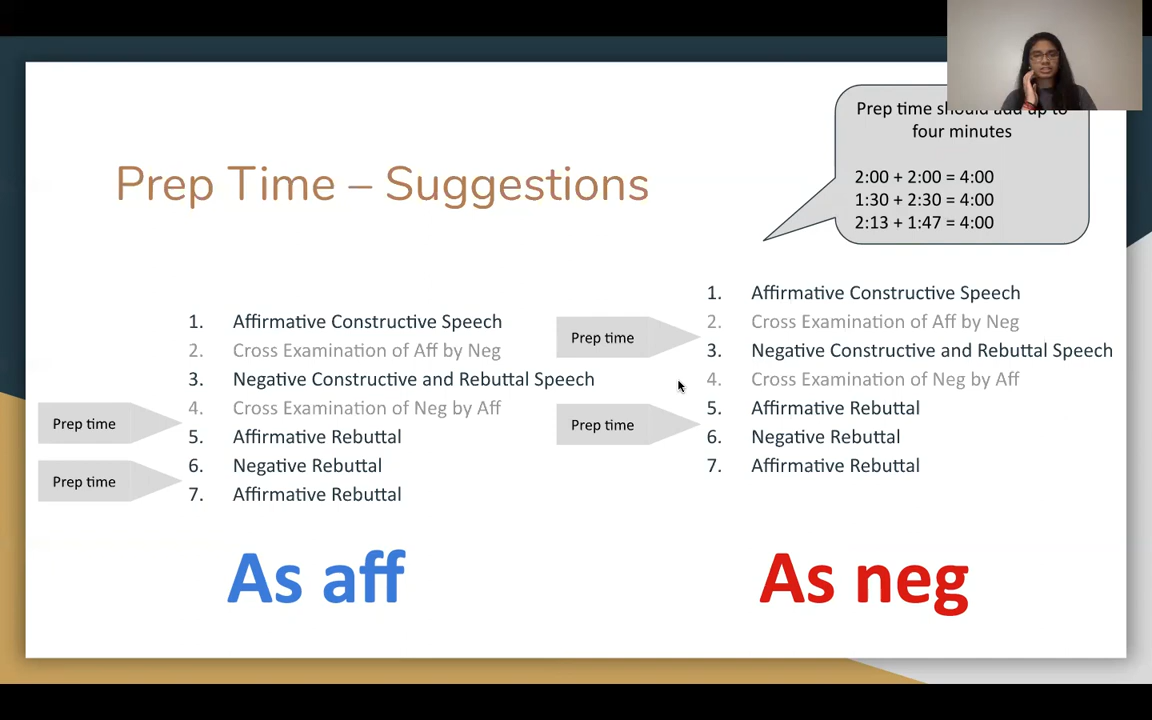 Prep time should add up to
four minutes
2:00 + 2:00 = 4:00
1:30 + 2:30 = 4:00
2:13 + 1:47 = 4:00
Prep Time – Suggestions
1. Affirmative Constructive Speech
2. Cross Examination of Aff by Neg
3. Negative Constructive and Rebuttal Speech
4. Cross Examination of Neg by Aff
5. Affirmative Rebuttal
6. Negative Rebuttal
7. Affirmative Rebuttal
Prep time
Prep time
As aff
1. Affirmative Constructive Speech
2. Cross Examination of Aff by Neg
3. Negative Constructive and Rebuttal Speech
4. Cross Examination of Neg by Aff
5. Affirmative Rebuttal
6. Negative Rebuttal
7. Affirmative Rebuttal
Prep time
Prep time
As neg